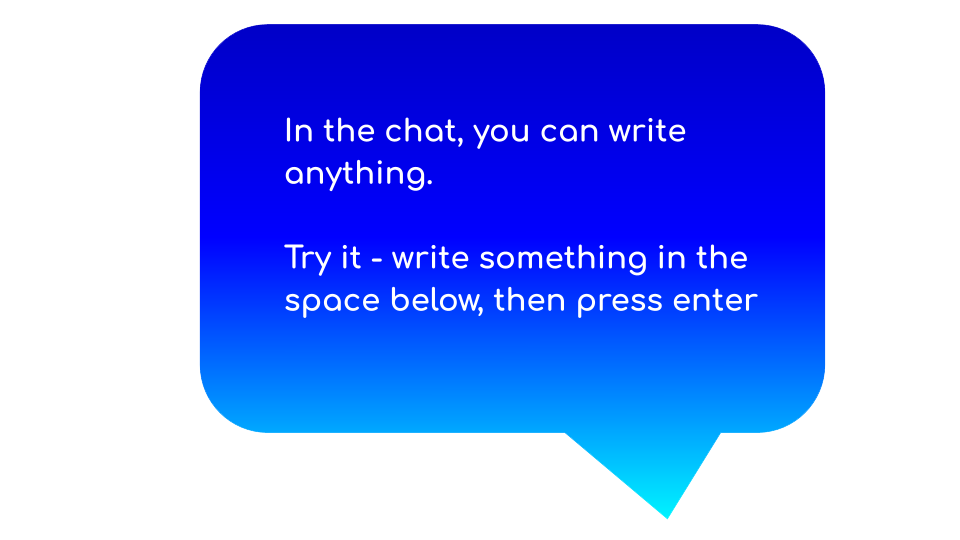 In the chat, you can write
anything.
Try it - write something in the
space below, then press enter